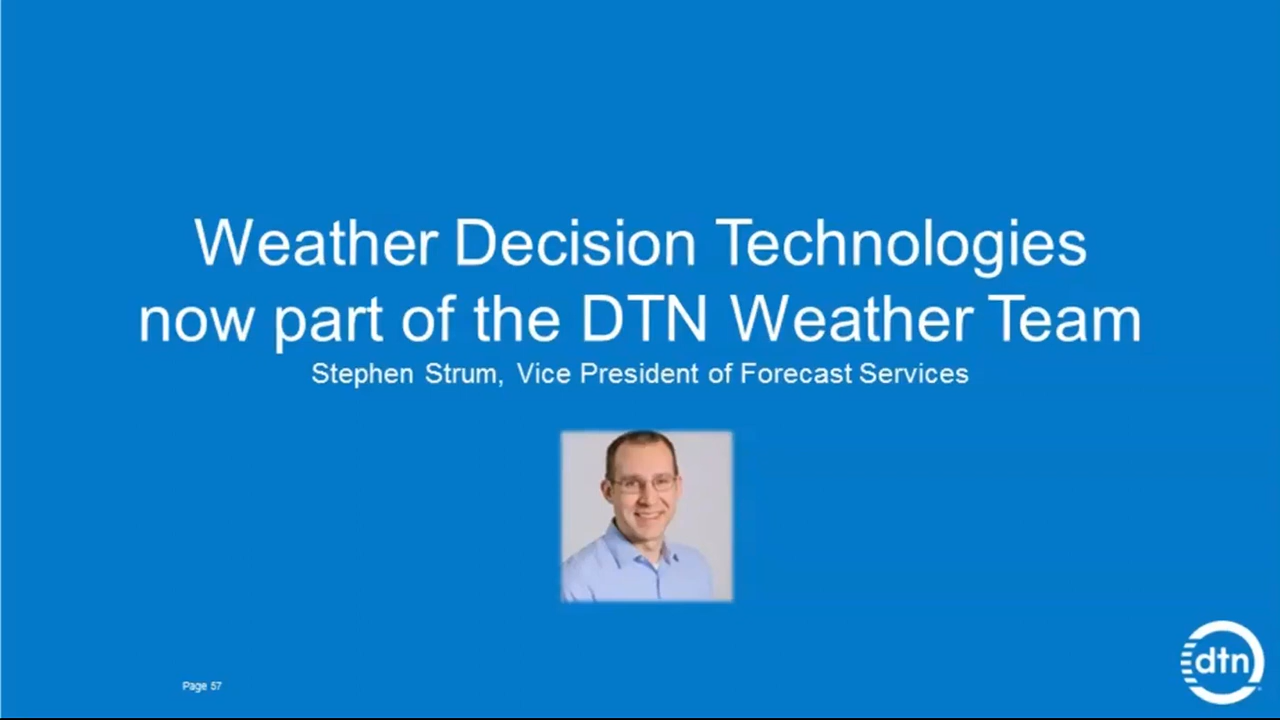 Weather Decision Technologies
now part of the DTN Weather Team
Stephen Strum, Vice President of Forecast Services
Page 57
dtn